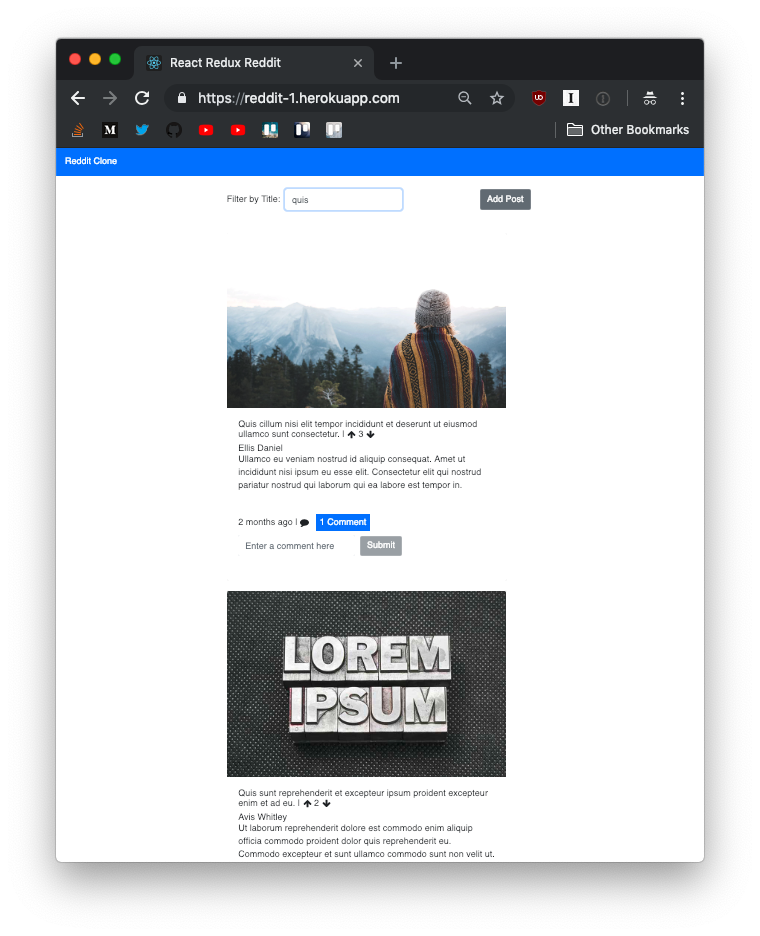 React Redux Reddit
https://reddit-1.herokuapp.com
UD
I
M
Other Bookmarks
Reddit Clone
Filter by Title: quis Add Post
Quis cillum nisi elit tempor incididunt et deserunt ut eiusmod
ullamco sunt consectetur. | 3
Ellis Daniel
Ullamco eu veniam nostrud id aliquip consequat. Amet ut
incididunt nisi ipsum eu esse elit. Consectetur elit qui nostrud
pariatur nostrud qui laborum qui ea labore est tempor in.
2 months ago | 1 Comment
Enter a comment here Submit
LOREM
IPSUM
Quis sunt reprehenderit et excepteur ipsum proident excepteur
enim et ad eu. | 2
Avis Whitley
Ut laborum reprehenderit dolore est commodo enim aliquip
officia commodo proident dolor quis reprehenderit eu.
Commodo excepteur et sunt ullamco commodo sunt non velit ut.